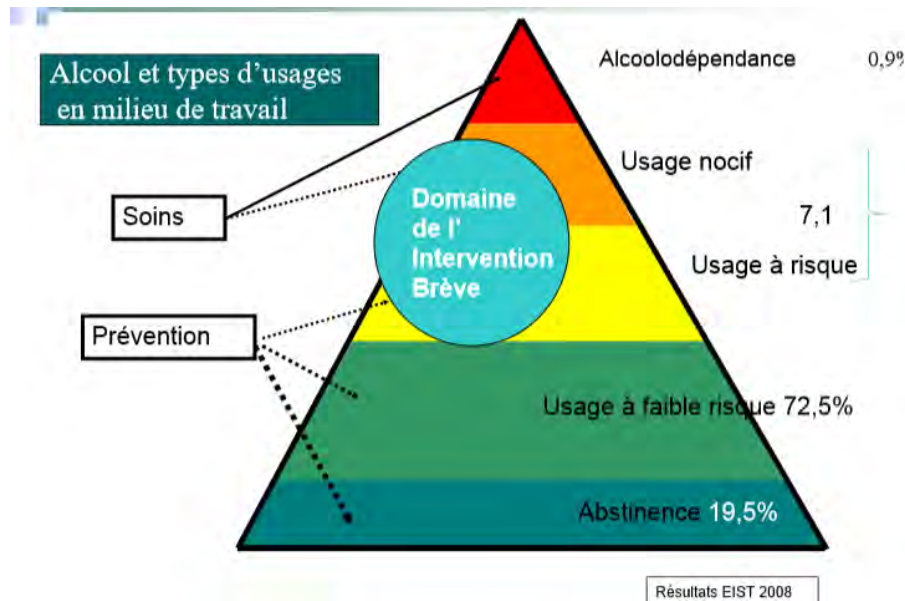 Alcool et types d'usages
en milieu de travail
Alcoolodépendance 0,9%
Usage nocif
Soins
Domaine
de l'
Intervention
Brève
7,1
Usage à risque
Prévention
Usage à faible risque 72,5%
Abstinence 19,5%
Résultats EIST 2008